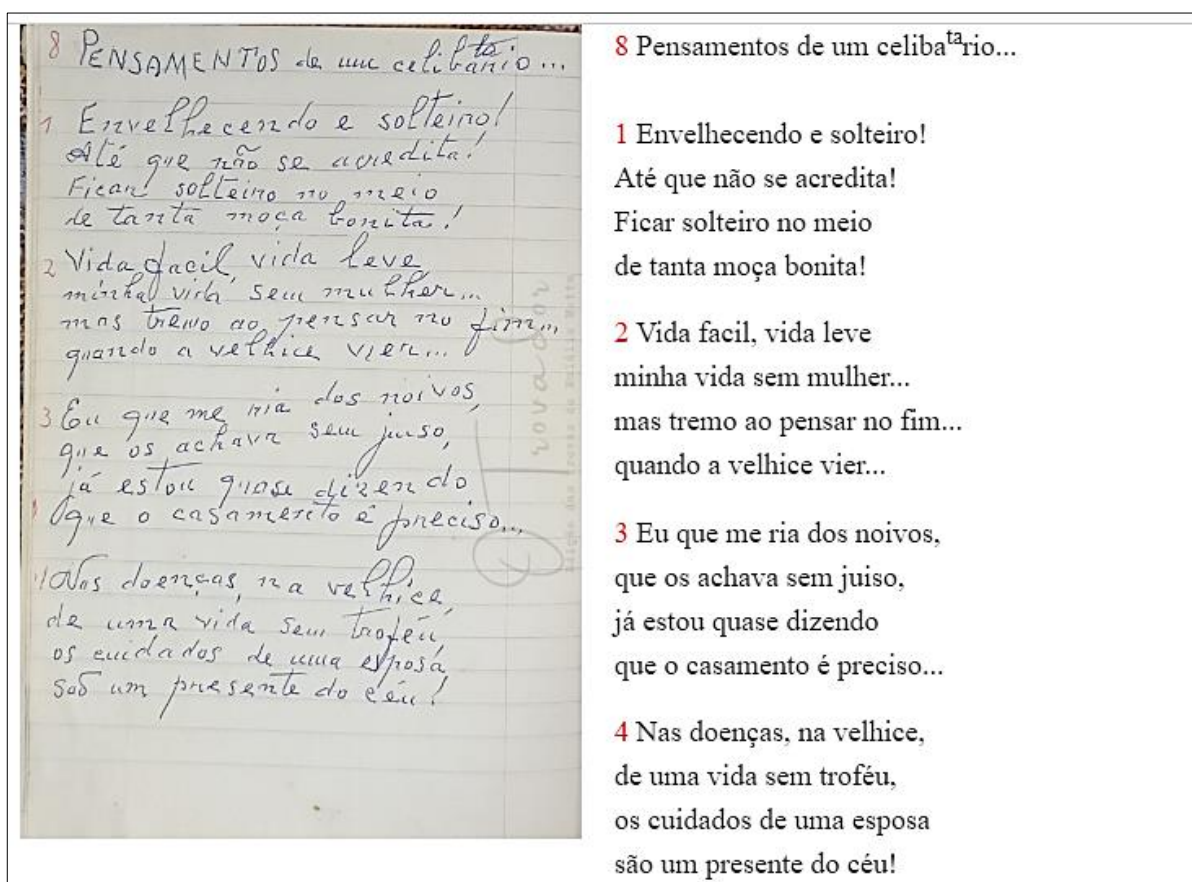 8 PENSAMENTOS de um celibatário...
1 Envelhecendo e solteiro!
Até que não se acredita!
Ficar solteiro no meio
de tanta moça bonita!
2 Vida facil, vida leve
minha vida sem mulher...
mas tremo ao pensar no fim...
quando a velhice vier...
3 Eu que me ria dos noivos,
que os achava sem juiso,
já estou quase dizendo
que o casamento é preciso...
4 Nas doenças, na velhice,
de uma vida sem troféu,
os cuidados de uma esposa
são um presente do céu!
8 Pensamentos de um celibatário...
1 Envelhecendo e solteiro!
Até que não se acredita!
Ficar solteiro no meio
de tanta moça bonita!
2 Vida facil, vida leve
minha vida sem mulher...
mas tremo ao pensar no fim...
quando a velhice vier...
3 Eu que me ria dos noivos,
que os achava sem juiso,
já estou quase dizendo
que o casamento é preciso...
4 Nas doenças, na velhice,
de uma vida sem troféu,
os cuidados de uma esposa
são um presente do céu!